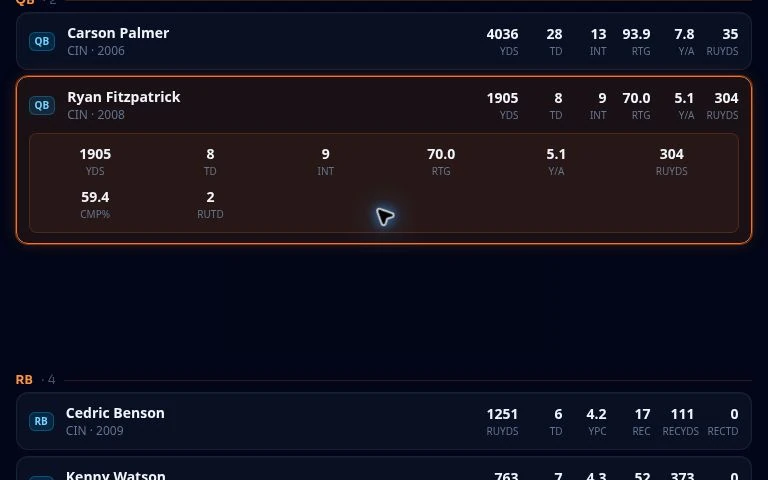 QB · 2
QB Carson Palmer 4036 28 13 93.9 7.8 35
CIN · 2006 YDS TD INT RTG Y/A RUYDS
QB Ryan Fitzpatrick 1905 8 9 70.0 5.1 304
CIN · 2008 YDS TD INT RTG Y/A RUYDS
1905 8 9 70.0 5.1 304
YDS TD INT RTG Y/A RUYDS
59.4 2
CMP% RUTD
RB · 4
RB Cedric Benson 1251 6 4.2 17 111 0
CIN · 2009 RUYDS TD YPC REC RECYDS RECTD
Kenny Watson 763 7 4.3 52 373 0